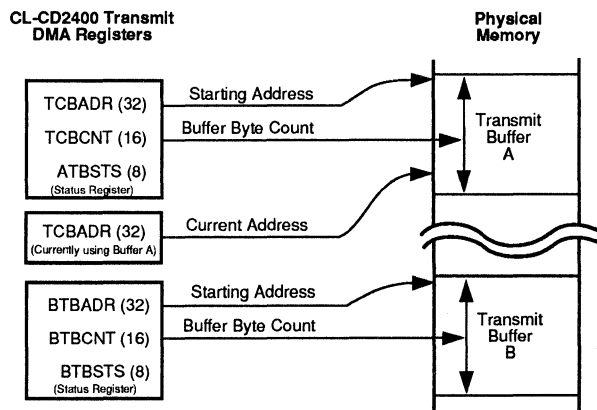 CL-CD2400 Transmit
DMA Registers
Physical
Memory
TCBADR (32)
Starting Address
TCBCNT (16)
Buffer Byte Count
ATBSTS (8)
(Status Register)
Transmit
Buffer
A
TCBADR (32)
(Currently using Buffer A)
Current Address
BTBADR (32)
Starting Address
BTBCNT (16)
Buffer Byte Count
BTBSTS (8)
(Status Register)
Transmit
Buffer
B